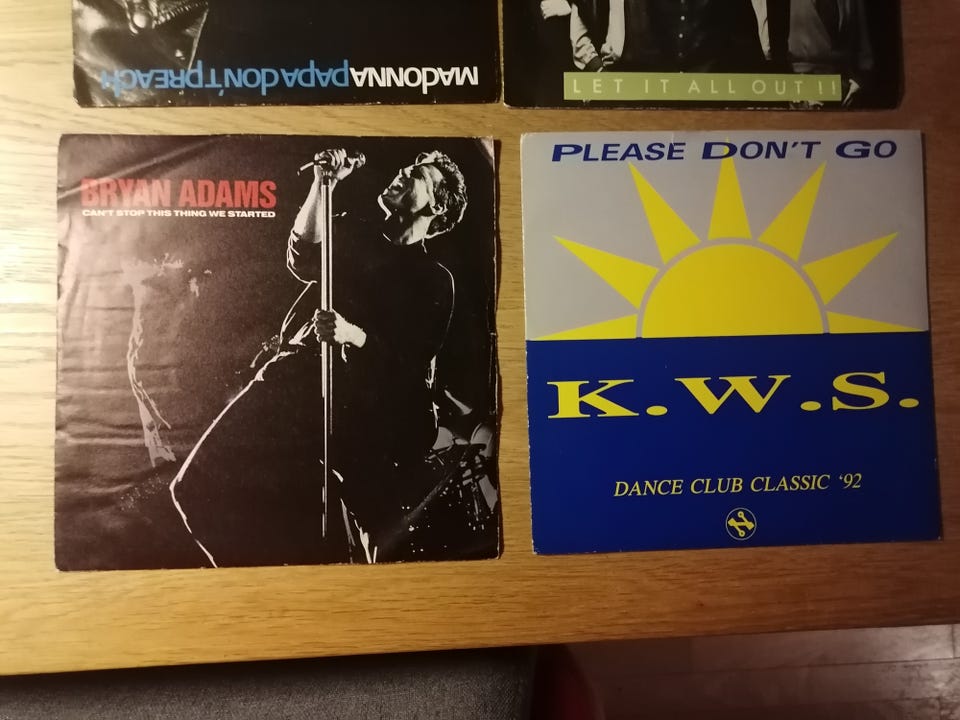 MADONNA PAPA DON'T PREACH
LET IT ALL OUT!!
BRYAN ADAMS
CAN'T STOP THIS THING WE STARTED
PLEASE DON'T GO
K.W.S.
DANCE CLUB CLASSIC '92